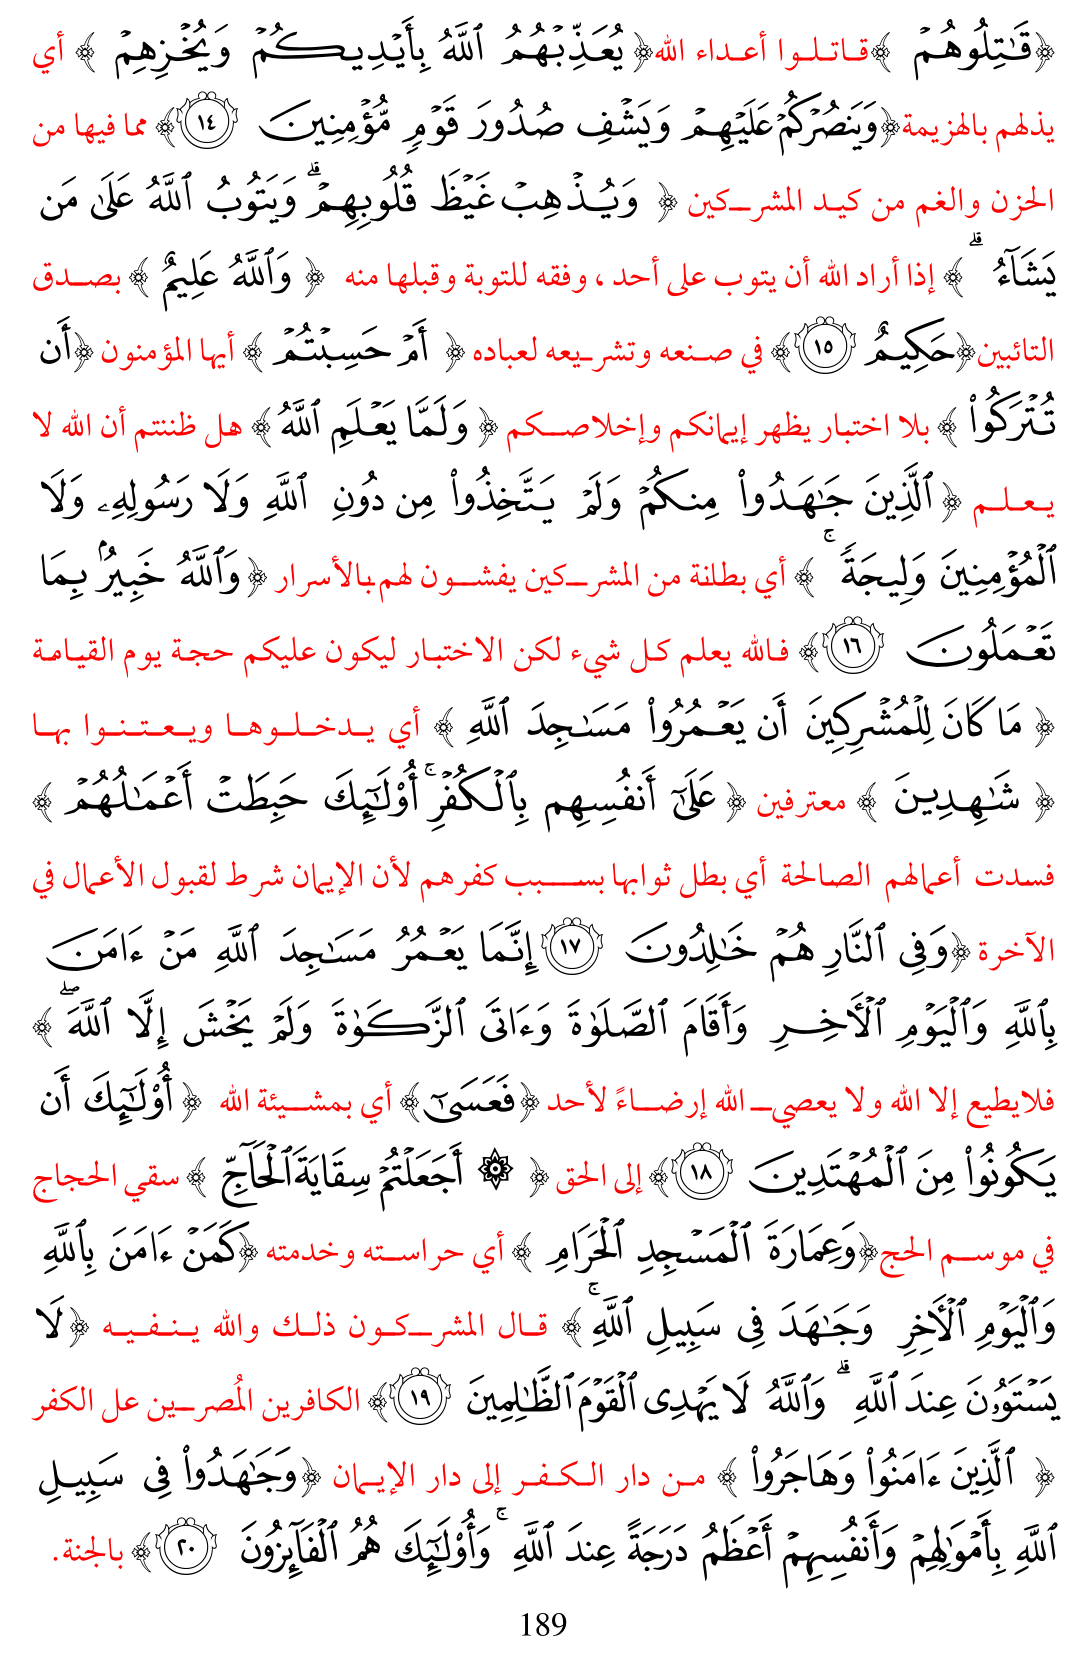 ﴿قَـٰتِلُوهُمۡ ﴾ قـاتـلـوا أعـداء الله ﴿ يُعَذِّبۡهُمُ ٱللَّهُ بِأَيۡدِيكُمۡ وَيُخۡزِهِمۡ ﴾ أي
يذلهم بالهزيمة ﴿وَيَنصُرۡكُمۡ عَلَيۡهِمۡ وَيَشۡفِ صُدُورَ قَوۡمٖ مُّؤۡمِنِينَ ١٤﴾ مما فيها من
الحزن والغم من كيد المشركين ﴿ وَيُذۡهِبۡ غَيۡظَ قُلُوبِهِمۡۗ وَيَتُوبُ ٱللَّهُ عَلَىٰ مَن
يَشَآءُۗ ﴾ إذا أراد الله أن يتوب على أحد ، وفقه للتوبة وقبلها منه ﴿ وَٱللَّهُ عَلِيمٌ ﴾ بصدق
التائبين ﴿حَكِيمٌ ١٥﴾ في صنعه وتشريعه لعباده ﴿ أَمۡ حَسِبۡتُمۡ ﴾ أيها المؤمنون ﴿أَن
تُتۡرَكُواْ ﴾ بلا اختبار يظهر إيمانكم وإخلاصكم ﴿ وَلَمَّا يَعۡلَمِ ٱللَّهُ ﴾ هل ظننتم أن الله لا
يعلم ﴿ ٱلَّذِينَ جَٰهَدُواْ مِنكُمۡ وَلَمۡ يَتَّخِذُواْ مِن دُونِ ٱللَّهِ وَلَا رَسُولِهِۦ وَلَا
ٱلۡمُؤۡمِنِينَ وَلِيجَةٗۚ ﴾ أي بطلنة من المشركين يفشون لهم بالأسرار ﴿ وَٱللَّهُ خَبِيرُۢ بِمَا
تَعۡمَلُونَ ١٦﴾ فالله يعلم كل شيء لكن الاختبار ليكون عليكم حجة يوم القيامة
﴿ مَا كَانَ لِلۡمُشۡرِكِينَ أَن يَعۡمُرُواْ مَسَٰجِدَ ٱللَّهِ ﴾ أي يدخلوها ويعتنوا بها
﴿ شَٰهِدِينَ ﴾ معترفين ﴿ عَلَىٰٓ أَنفُسِهِم بِٱلۡكُفۡرِۚ أُوْلَٰٓئِكَ حَبِطَتۡ أَعۡمَٰلُهُمۡ ﴾
فسدت أعمالهم الصالحة أي بطل ثوابها بسبب كفرهم لأن الإيمان شرط لقبول الأعمال في
الآخرة ﴿وَفِي ٱلنَّارِ هُمۡ خَٰلِدُونَ ١٧ إِنَّمَا يَعۡمُرُ مَسَٰجِدَ ٱللَّهِ مَنۡ ءَامَنَ
بِٱللَّهِ وَٱلۡيَوۡمِ ٱلۡأٓخِرِ وَأَقَامَ ٱلصَّلَوٰةَ وَءَاتَى ٱلزَّكَوٰةَ وَلَمۡ يَخۡشَ إِلَّا ٱللَّهَۖ ﴾
فلايطيع إلا الله ولا يعصي الله إرضاءً لأحد ﴿فَعَسَىٰٓ﴾ أي بمشيئة الله ﴿ أُوْلَٰٓئِكَ أَن
يَكُونُواْ مِنَ ٱلۡمُهۡتَدِينَ ١٨﴾ إلى الحق ﴿ ۞ أَجَعَلۡتُمۡ سِقَايَةَ ٱلۡحَآجِّ ﴾ سقي الحجاج
في موسم الحج ﴿وَعِمَارَةَ ٱلۡمَسۡجِدِ ٱلۡحَرَامِ ﴾ أي حراسته وخدمته ﴿كَمَنۡ ءَامَنَ بِٱللَّهِ
وَٱلۡيَوۡمِ ٱلۡأٓخِرِ وَجَٰهَدَ فِي سَبِيلِ ٱللَّهِۚ ﴾ قال المشركون ذلك والله ينفيه ﴿ لَا
يَسۡتَوُۥنَ عِندَ ٱللَّهِۗ وَٱللَّهُ لَا يَهۡدِي ٱلۡقَوۡمَ ٱلظَّٰلِمِينَ ١٩﴾ الكافرين المُصرين عل الكفر
﴿ ٱلَّذِينَ ءَامَنُواْ وَهَاجَرُواْ ﴾ من دار الكفر إلى دار الإيمان ﴿وَجَٰهَدُواْ فِي سَبِيلِ
ٱللَّهِ بِأَمۡوَٰلِهِمۡ وَأَنفُسِهِمۡ أَعۡظَمُ دَرَجَةً عِندَ ٱللَّهِۚ وَأُوْلَٰٓئِكَ هُمُ ٱلۡفَآئِزُونَ ٢٠﴾ بالجنة.
189